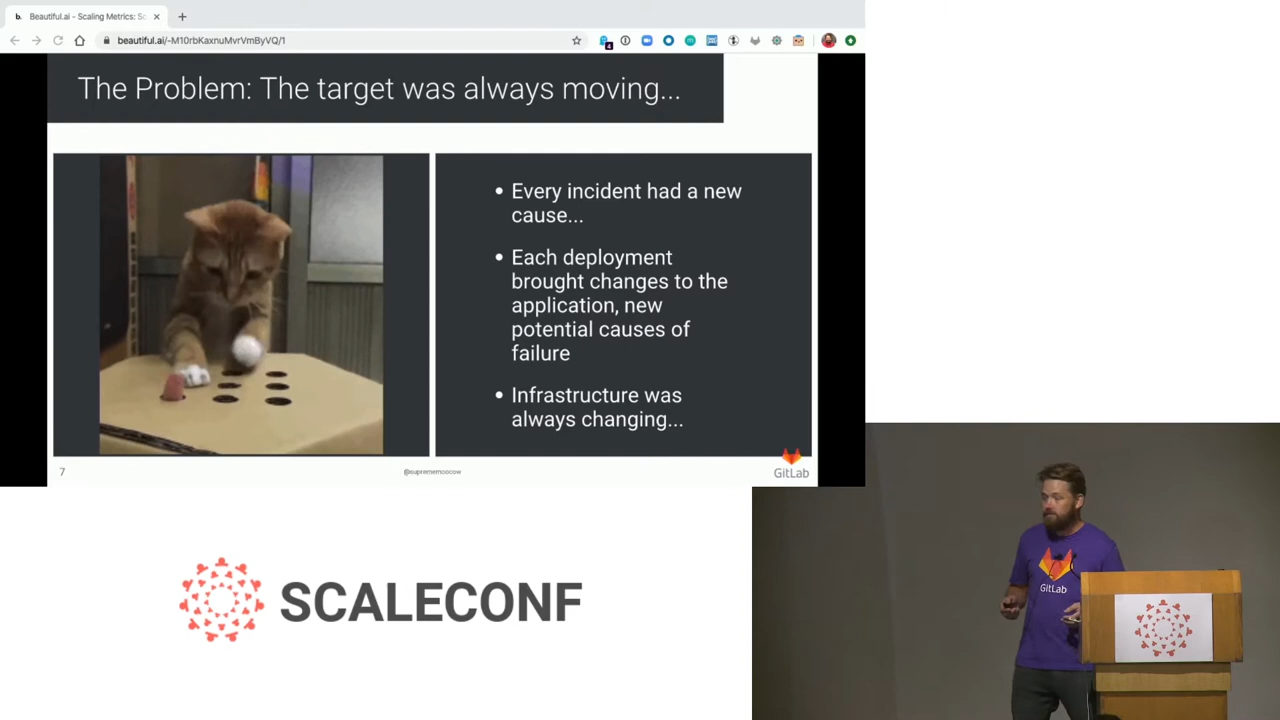 b. Beautiful.ai - Scaling Metrics: Sc
beautiful.ai/-M10rbKaxnuMvrVmByVQ/1
4
The Problem: The target was always moving...
• Every incident had a new
cause...
• Each deployment
brought changes to the
application, new
potential causes of
failure
• Infrastructure was
always changing...
7
@suprememoocow
GitLab
SCALECONF
GitLab